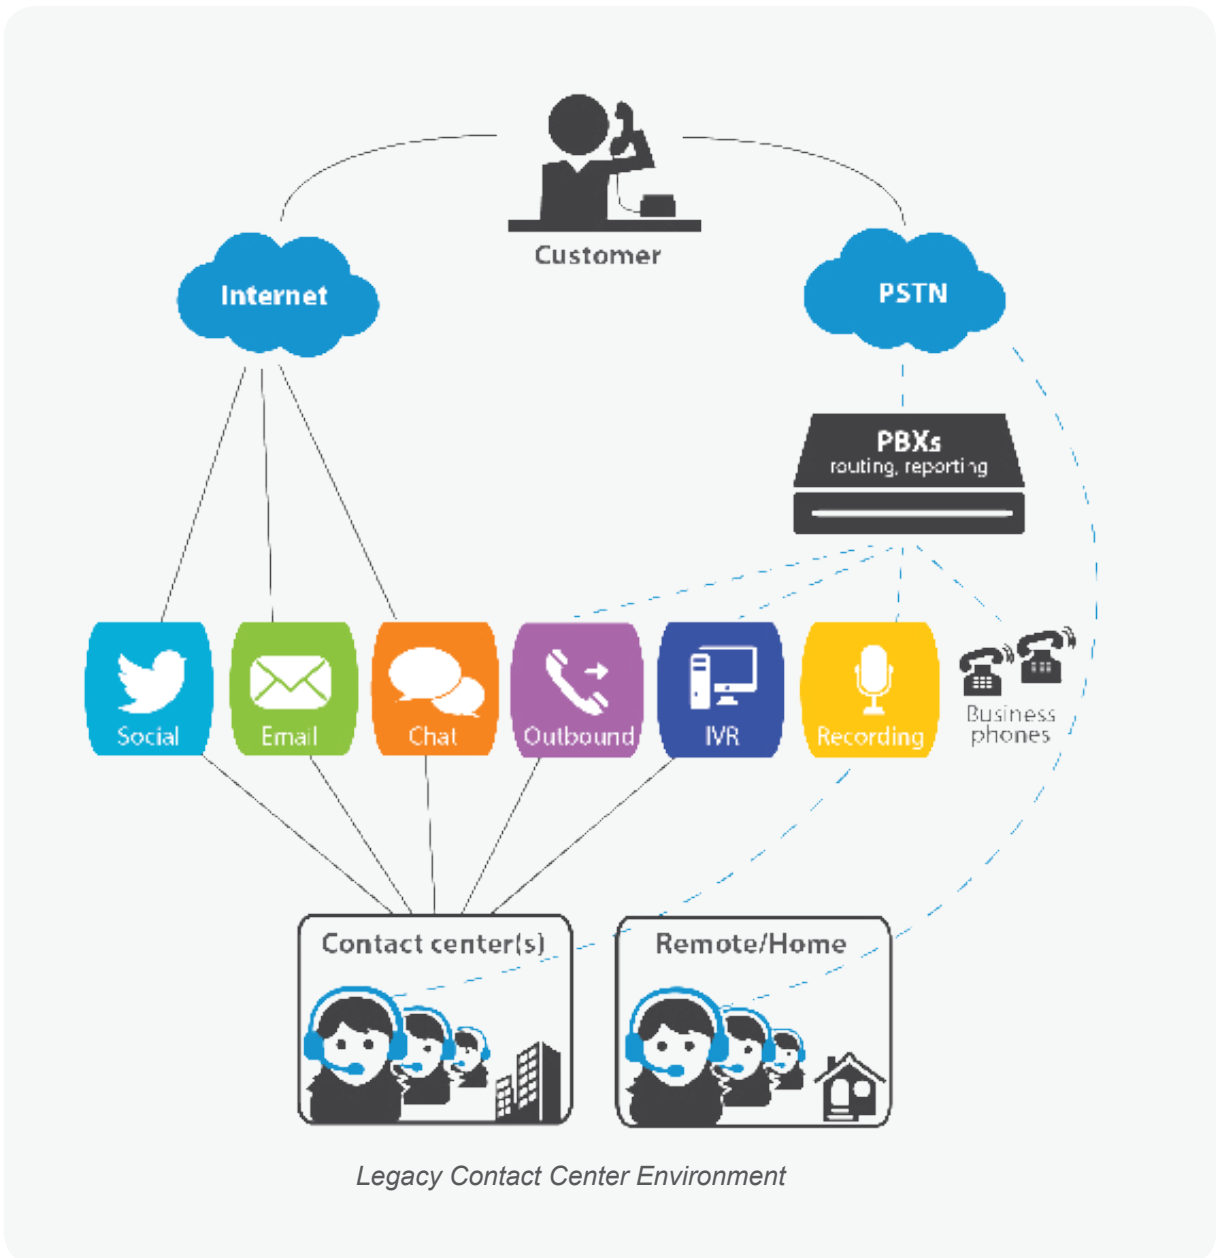 Customer
Internet
PSTN
PBXs
routing, reporting
Social
Email
Chat
Outbound
IVR
Recording
Business
phones
Contact center(s)
Remote/Home
Legacy Contact Center Environment